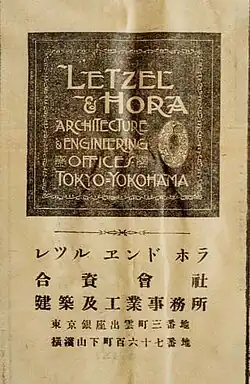 LETZEL
& HORA
ARCHITECTURE
& ENGINEERING
OFFICES
TOKYO-YOKOHAMA
レツル ヱンド ホラ
合資會社
建築及工業事務所
東京銀座出雲町三番地
橫濱山下町百六十七番地